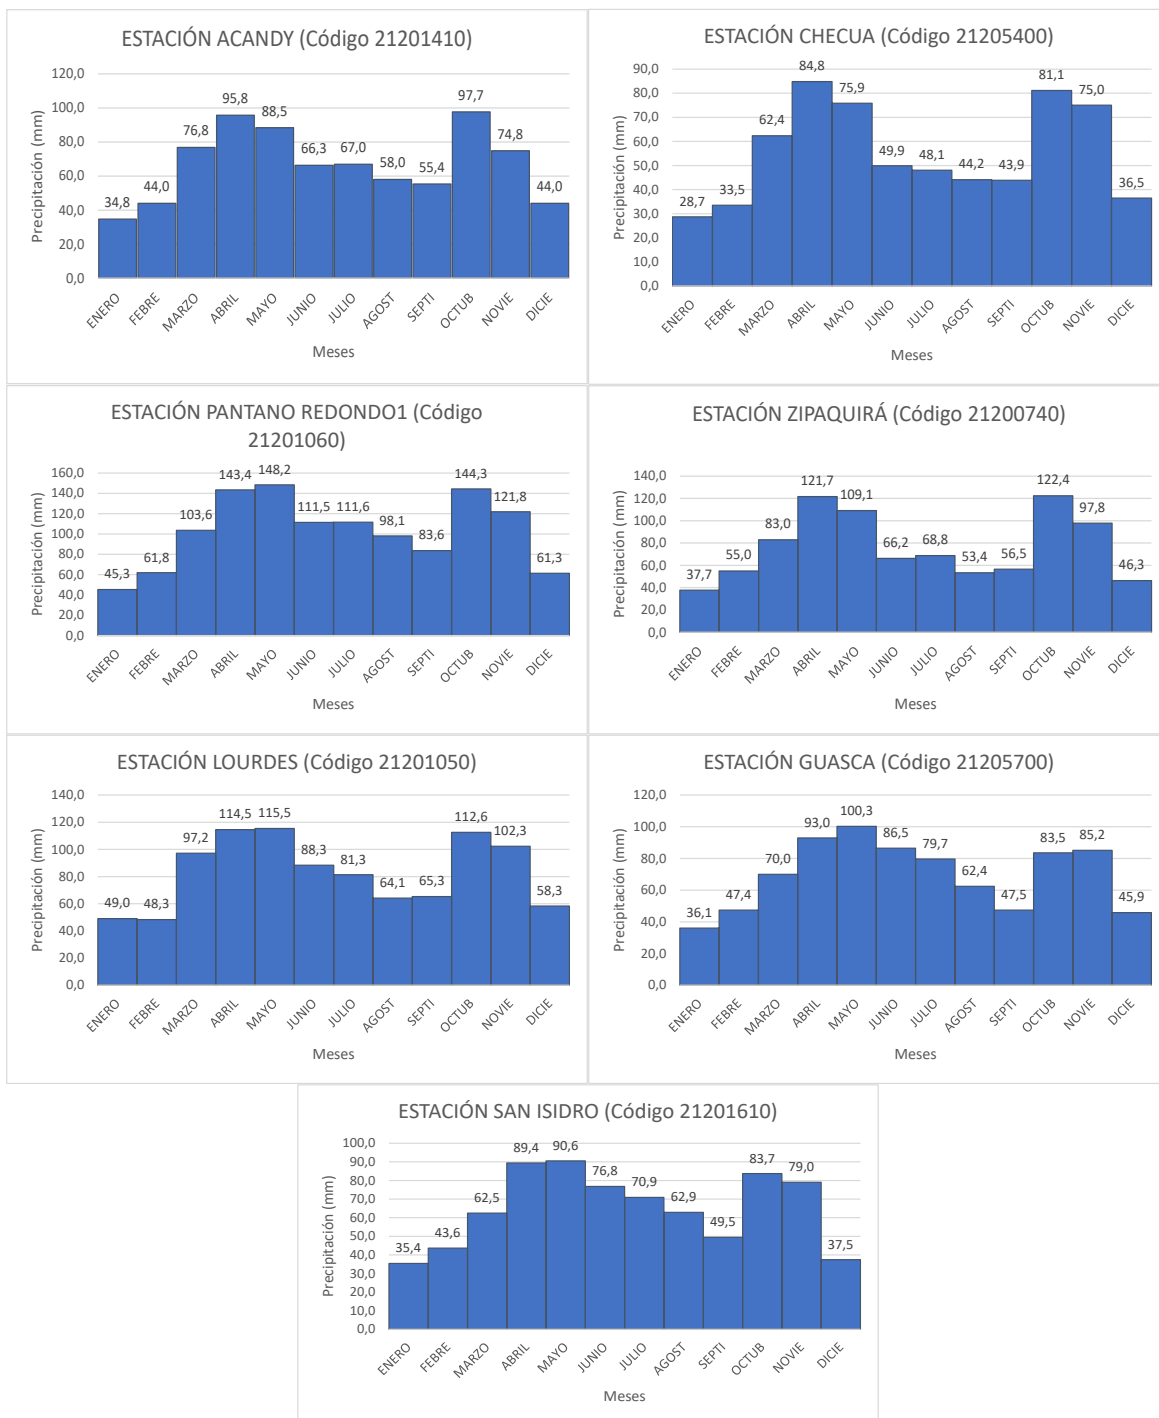 ESTACIÓN ACANDY (Código 21201410)
Precipitación (mm)
120,0
100,0
80,0
60,0
40,0
20,0
0,0
34,8
44,0
76,8
95,8
88,5
66,3
67,0
58,0
55,4
97,7
74,8
44,0
ENERO
FEBRE
MARZO
ABRIL
MAYO
JUNIO
JULIO
AGOST
SEPTI
OCTUB
NOVIE
DICIE
Meses
ESTACIÓN CHECUA (Código 21205400)
Precipitación (mm)
90,0
80,0
70,0
60,0
50,0
40,0
30,0
20,0
10,0
0,0
28,7
33,5
62,4
84,8
75,9
49,9
48,1
44,2
43,9
81,1
75,0
36,5
ENERO
FEBRE
MARZO
ABRIL
MAYO
JUNIO
JULIO
AGOST
SEPTI
OCTUB
NOVIE
DICIE
Meses
ESTACIÓN PANTANO REDONDO1 (Código
21201060)
Precipitación (mm)
160,0
140,0
120,0
100,0
80,0
60,0
40,0
20,0
0,0
45,3
61,8
103,6
143,4
148,2
111,5
111,6
98,1
83,6
144,3
121,8
61,3
ENERO
FEBRE
MARZO
ABRIL
MAYO
JUNIO
JULIO
AGOST
SEPTI
OCTUB
NOVIE
DICIE
Meses
ESTACIÓN ZIPAQUIRÁ (Código 21200740)
Precipitación (mm)
140,0
120,0
100,0
80,0
60,0
40,0
20,0
0,0
37,7
55,0
83,0
121,7
109,1
66,2
68,8
53,4
56,5
122,4
97,8
46,3
ENERO
FEBRE
MARZO
ABRIL
MAYO
JUNIO
JULIO
AGOST
SEPTI
OCTUB
NOVIE
DICIE
Meses
ESTACIÓN LOURDES (Código 21201050)
Precipitación (mm)
140,0
120,0
100,0
80,0
60,0
40,0
20,0
0,0
49,0
48,3
97,2
114,5
115,5
88,3
81,3
64,1
65,3
112,6
102,3
58,3
ENERO
FEBRE
MARZO
ABRIL
MAYO
JUNIO
JULIO
AGOST
SEPTI
OCTUB
NOVIE
DICIE
Meses
ESTACIÓN GUASCA (Código 21205700)
Precipitación (mm)
120,0
100,0
80,0
60,0
40,0
20,0
0,0
36,1
47,4
70,0
93,0
100,3
86,5
79,7
62,4
47,5
83,5
85,2
45,9
ENERO
FEBRE
MARZO
ABRIL
MAYO
JUNIO
JULIO
AGOST
SEPTI
OCTUB
NOVIE
DICIE
Meses
ESTACIÓN SAN ISIDRO (Código 21201610)
Precipitación (mm)
100,0
90,0
80,0
70,0
60,0
50,0
40,0
30,0
20,0
10,0
0,0
35,4
43,6
62,5
89,4
90,6
76,8
70,9
62,9
49,5
83,7
79,0
37,5
ENERO
FEBRE
MARZO
ABRIL
MAYO
JUNIO
JULIO
AGOST
SEPTI
OCTUB
NOVIE
DICIE
Meses